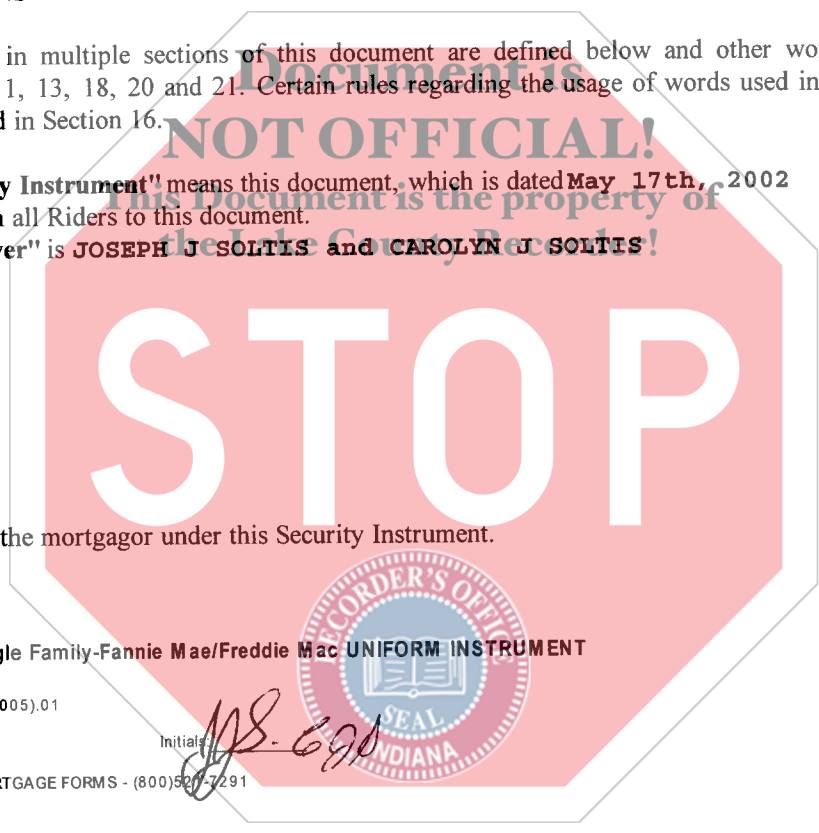 in multiple sections of this document are defined below and other wo
1, 13, 18, 20 and 21. Certain rules regarding the usage of words used in
d in Section 16.
y Instrument" means this document, which is dated May 17th, 2002
all Riders to this document.
er" is JOSEPH J SOLTIS and CAROLYN J SOLTIS
Document is
NOT OFFICIAL!
This Document is the property of
the Lake County Recorder!
STOP
the mortgagor under this Security Instrument.
RECORDER'S OFFICE
SEAL
INDIANA
gle Family-Fannie Mae/Freddie Mac UNIFORM INSTRUMENT
005).01
Initials:
RTGAGE FORMS - (800)521-7291